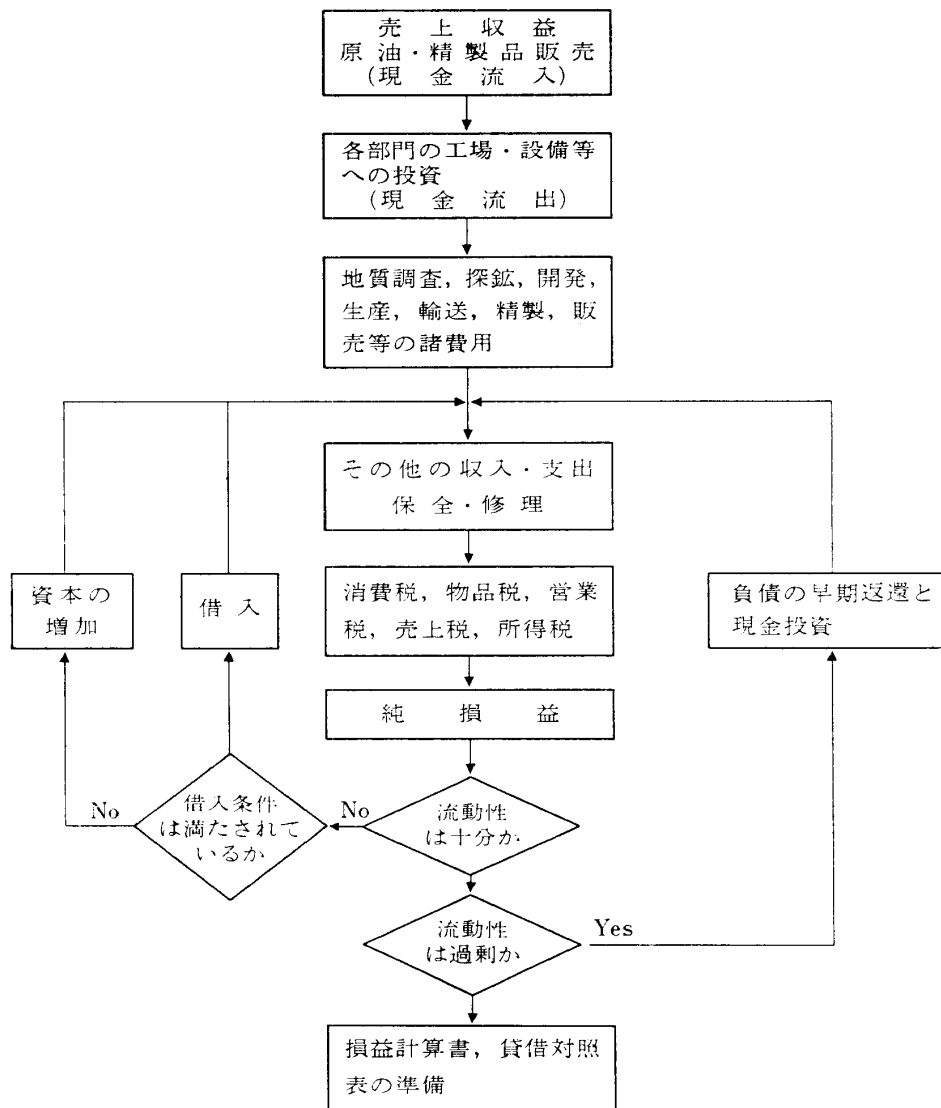 売上収益
原油・精製品販売
(現金流入)
各部門の工場・設備等
への投資
(現金流出)
地質調査，探鉱，開発，
生産，輸送，精製，販
売等の諸費用
その他の収入・支出
保全・修理
資本の
増加
借入
消費税，物品税，営業
税，売上税，所得税
負債の早期返還と
現金投資
純損益
No
借入条件
は満たされて
いるか
No
流動性
は十分か
流動性
は過剰か
Yes
損益計算書，貸借対照
表の準備